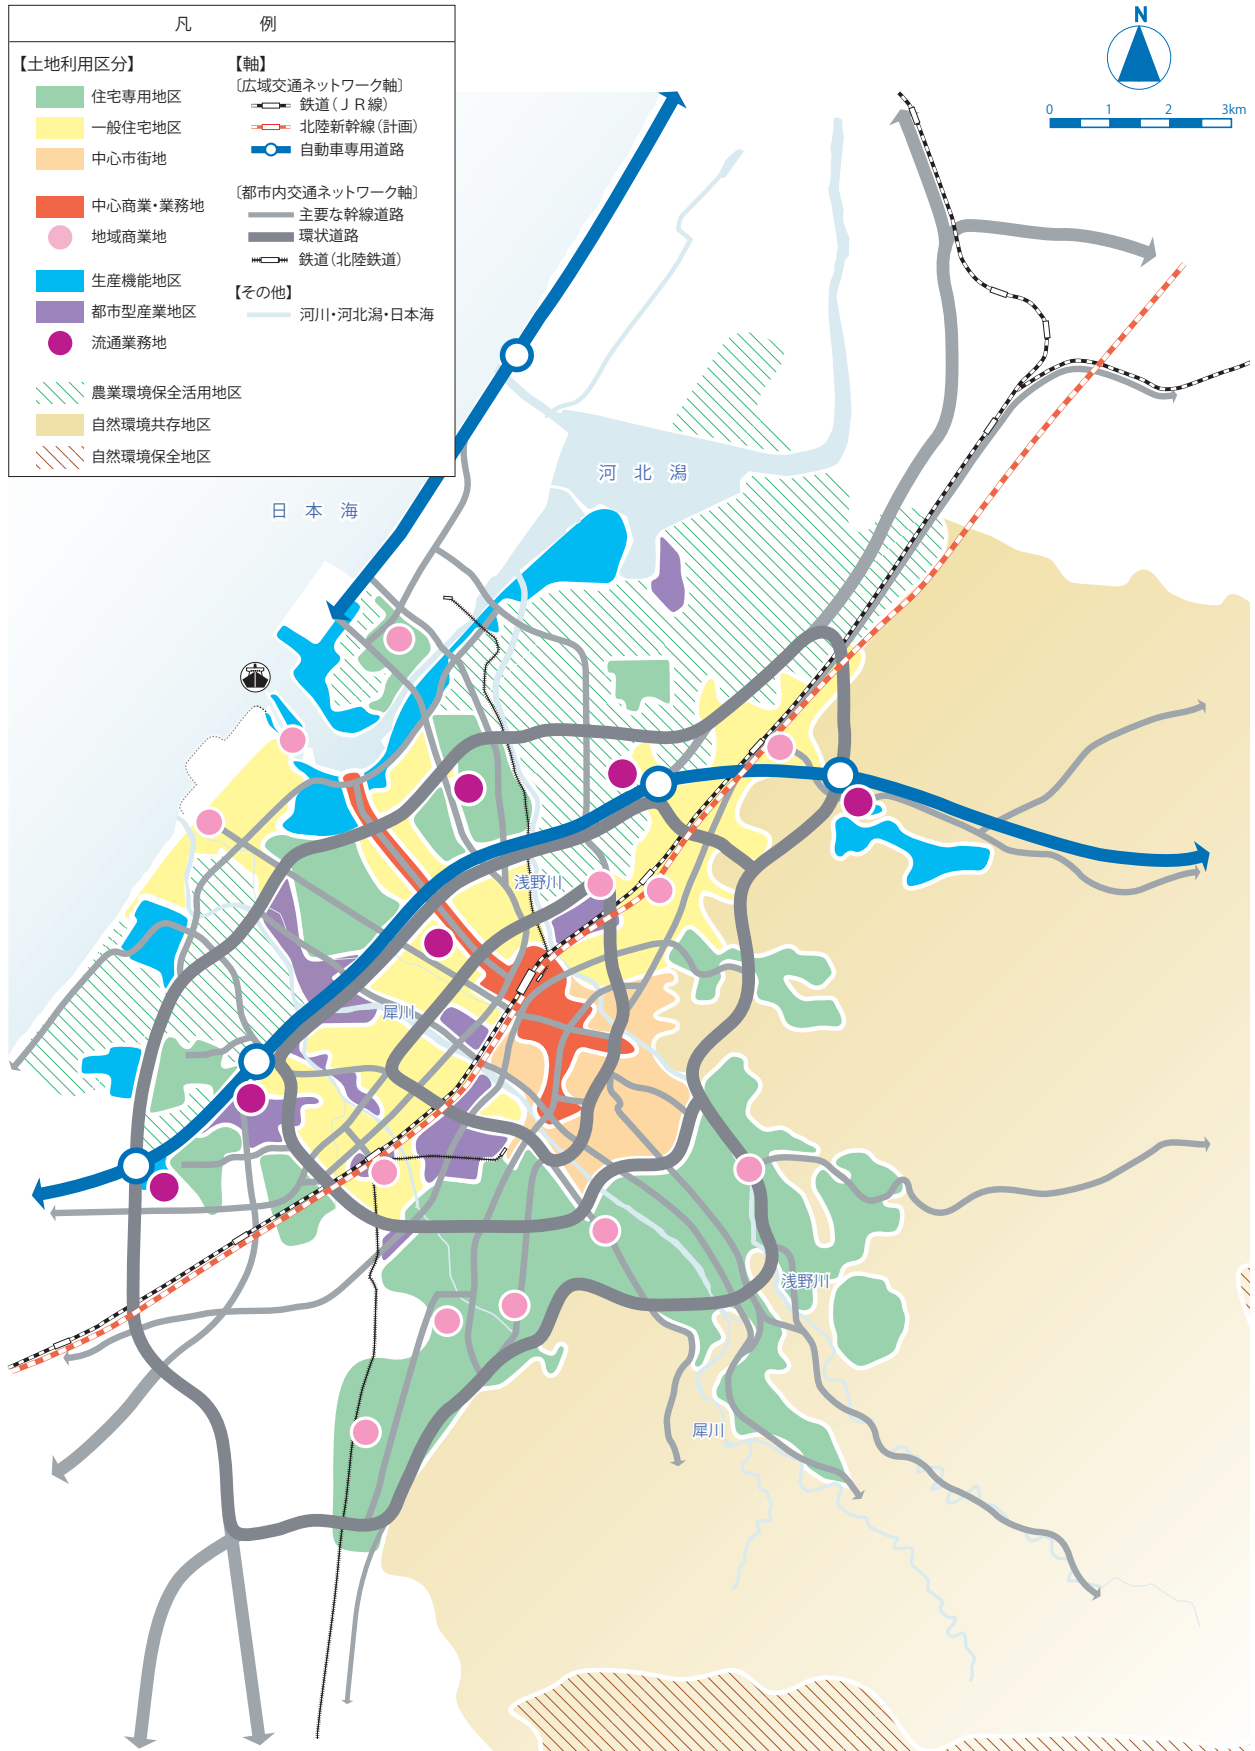 凡 例
【土地利用区分】
住宅専用地区
一般住宅地区
中心市街地
中心商業・業務地
地域商業地
生産機能地区
都市型産業地区
流通業務地
農業環境保全活用地区
自然環境共存地区
自然環境保全地区
【軸】
〔広域交通ネットワーク軸〕
鉄道(ＪＲ線)
北陸新幹線(計画)
自動車専用道路
〔都市内交通ネットワーク軸〕
主要な幹線道路
環状道路
鉄道(北陸鉄道)
【その他】
河川・河北潟・日本海
N
0 1 2 3km
河 北 潟
日 本 海
浅野川
犀川
浅野川
犀川